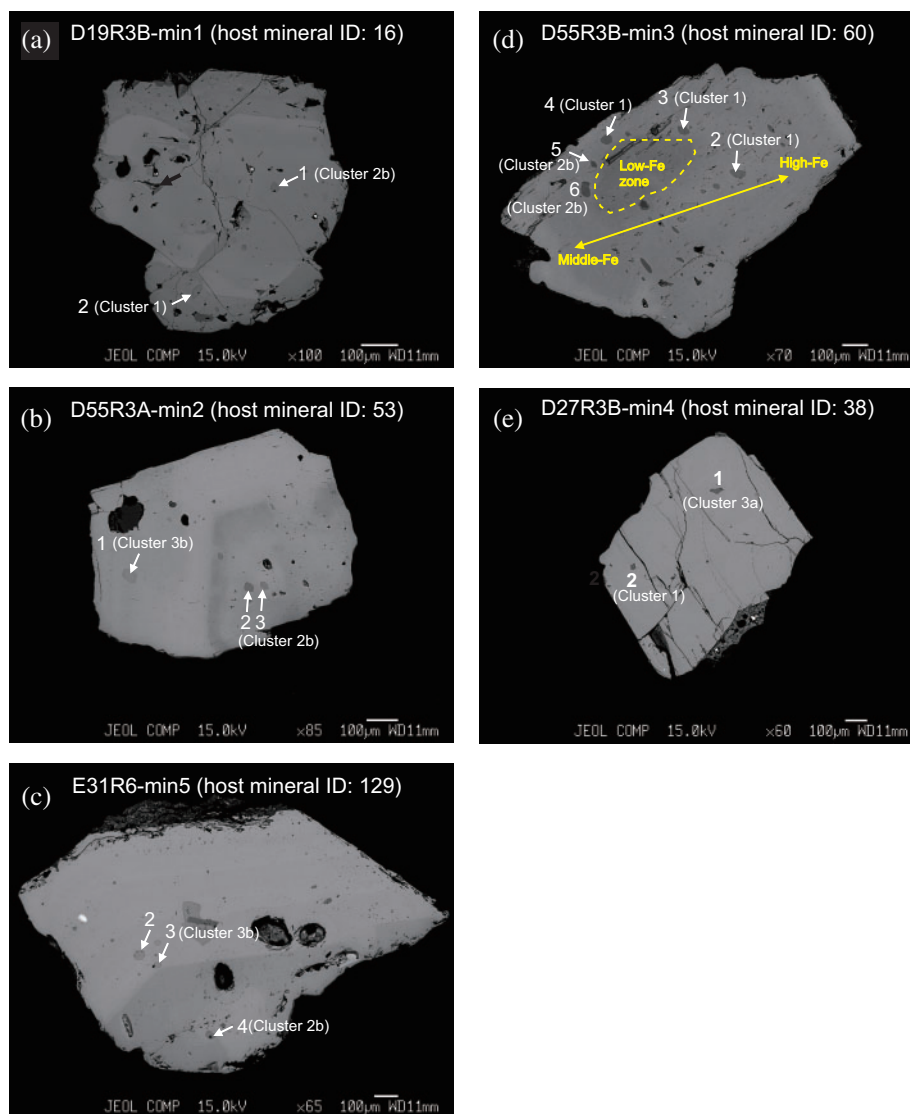 (a) D19R3B-min1 (host mineral ID: 16)
1 (Cluster 2b)
2 (Cluster 1)
JEOL COMP 15.0kV ×100 100µm WD11mm
(b) D55R3A-min2 (host mineral ID: 53)
1 (Cluster 3b)
2 3
(Cluster 2b)
JEOL COMP 15.0kV ×85 100µm WD11mm
(c) E31R6-min5 (host mineral ID: 129)
2
3 (Cluster 3b)
4 (Cluster 2b)
JEOL COMP 15.0kV ×65 100µm WD11mm
(d) D55R3B-min3 (host mineral ID: 60)
4 (Cluster 1)
3 (Cluster 1)
2 (Cluster 1)
5
(Cluster 2b)
6
(Cluster 2b)
Low-Fe
zone
High-Fe
Middle-Fe
JEOL COMP 15.0kV ×70 100µm WD11mm
(e) D27R3B-min4 (host mineral ID: 38)
1
(Cluster 3a)
2 2
(Cluster 1)
JEOL COMP 15.0kV ×60 100µm WD11mm